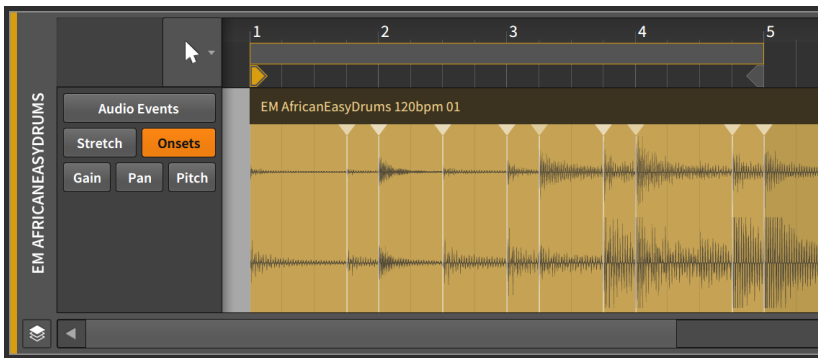 1 2 3 4 5
EM AFRICANEASYDRUMS
Audio Events
EM AfricanEasyDrums 120bpm 01
Stretch Onsets
Gain Pan Pitch